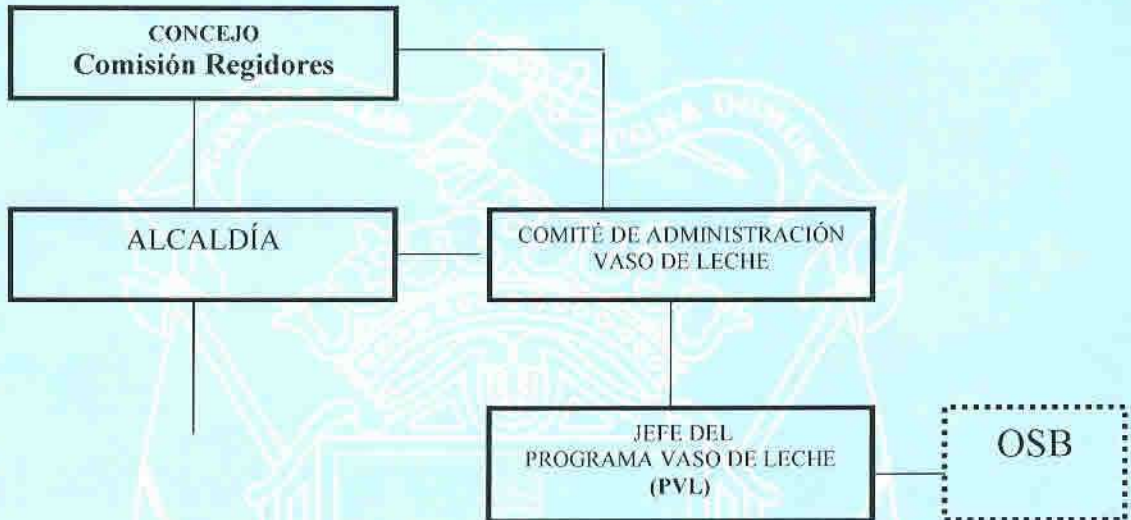 CONCEJO
Comisión Regidores
ALCALDÍA
COMITÉ DE ADMINISTRACIÓN
VASO DE LECHE
JEFE DEL
PROGRAMA VASO DE LECHE
(PVL)
OSB